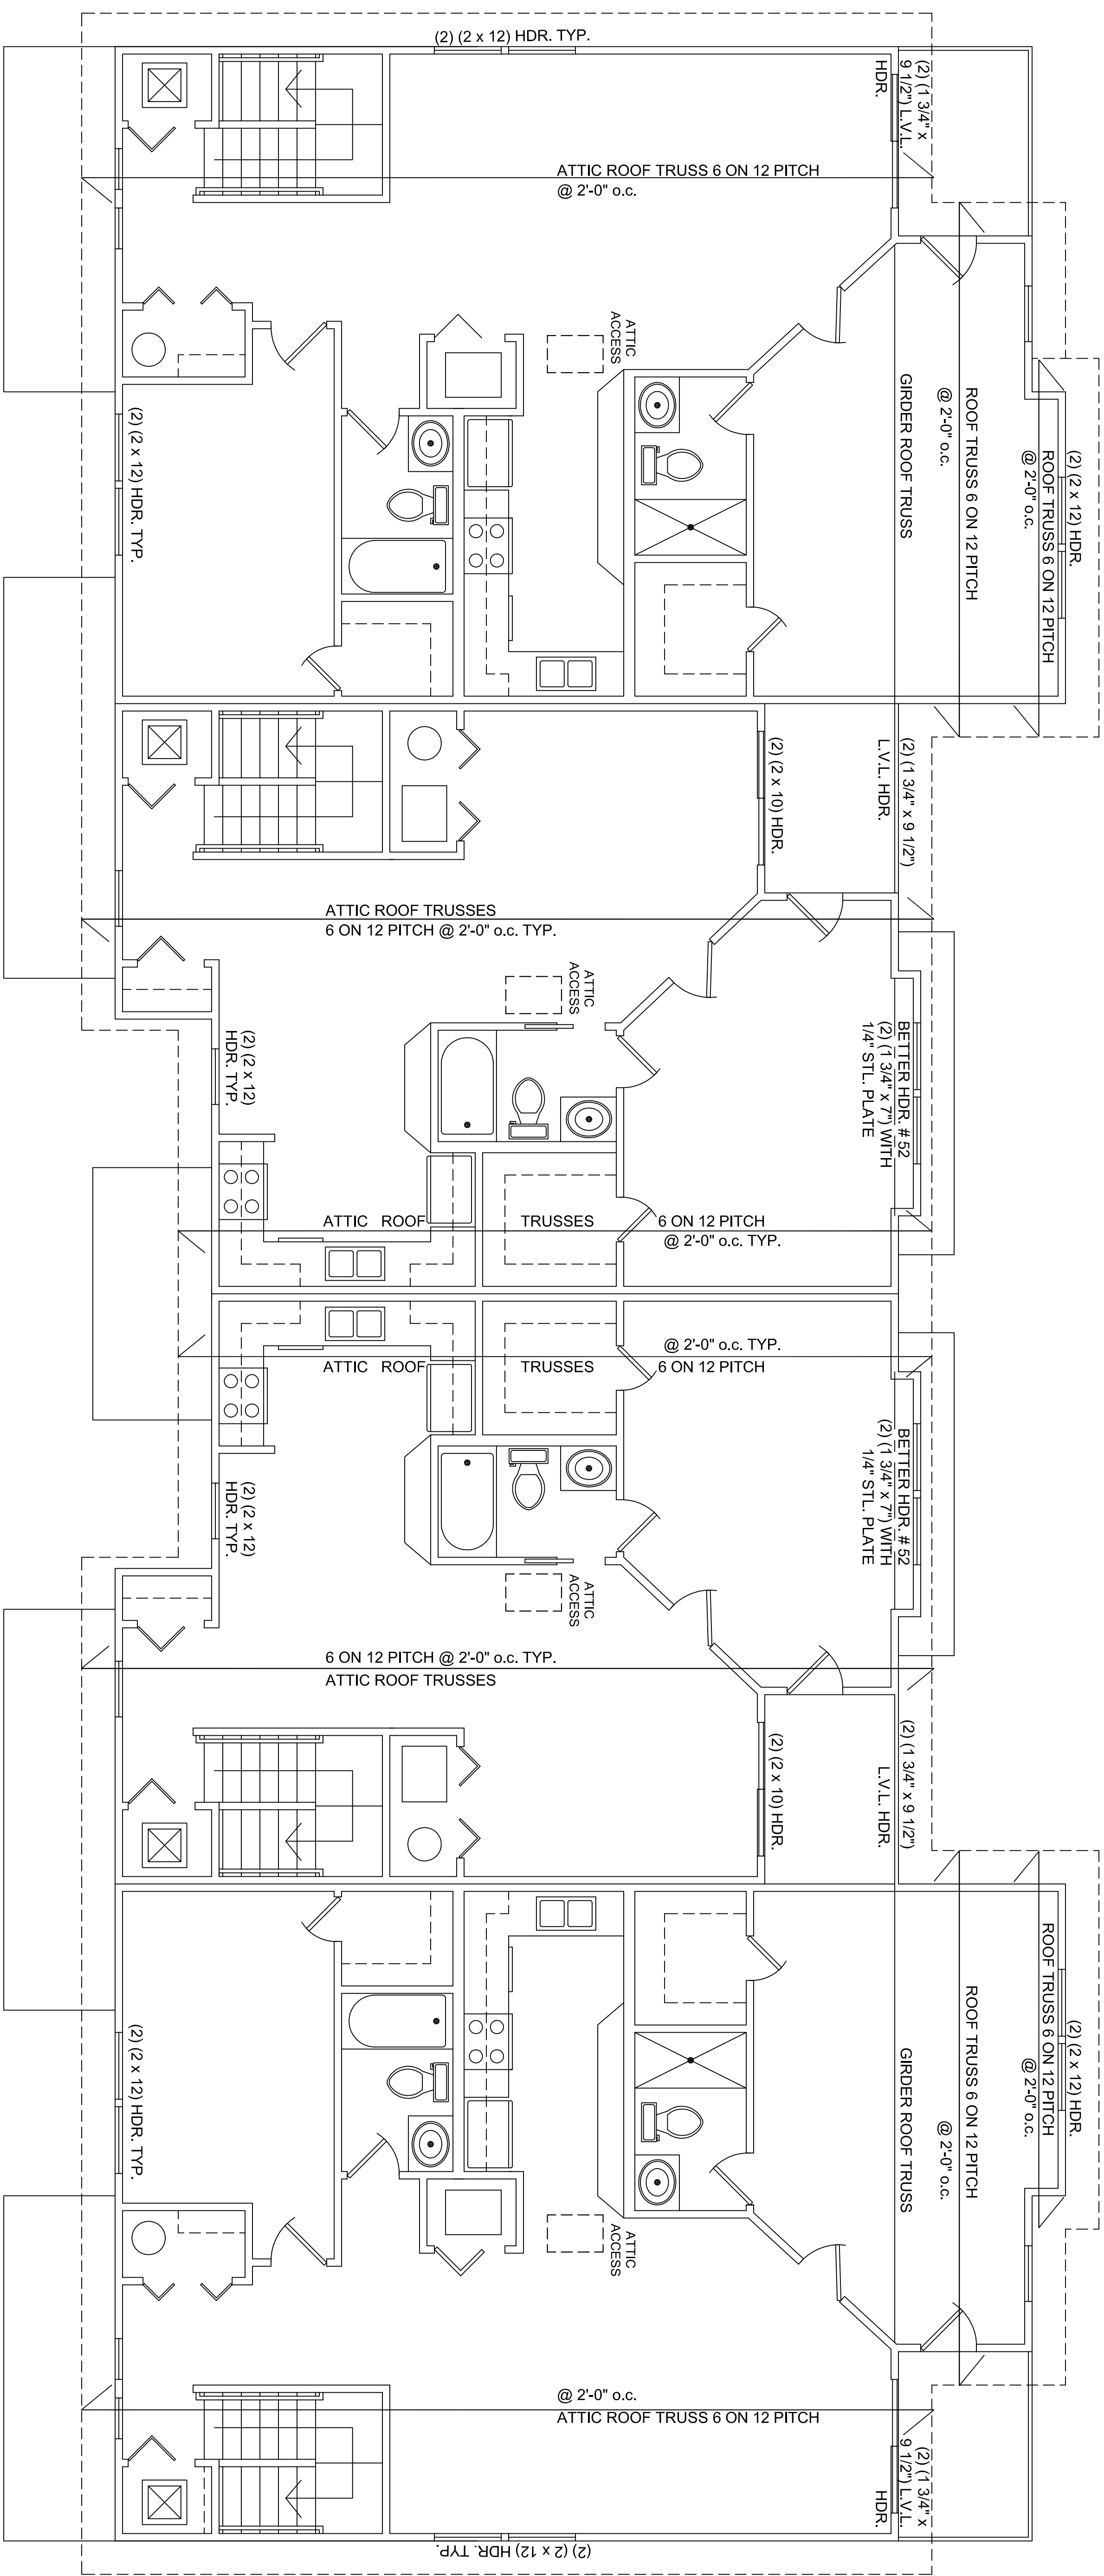 (2) (2 x 12) HDR. TYP.
(2) (1 3/4" x
9 1/2") L.V.L.
HDR.
ATTIC ROOF TRUSS 6 ON 12 PITCH
@ 2'-0" o.c.
ATTIC
ACCESS
GIRDER ROOF TRUSS
ROOF TRUSS 6 ON 12 PITCH
@ 2'-0" o.c.
(2) (2 x 12) HDR.
ROOF TRUSS 6 ON 12 PITCH
@ 2'-0" o.c.
(2) (2 x 12) HDR. TYP.
(2) (2 x 10) HDR.
(2) (1 3/4" x 9 1/2")
L.V.L. HDR.
ATTIC ROOF TRUSSES
6 ON 12 PITCH @ 2'-0" o.c. TYP.
ATTIC
ACCESS
(2) (2 x 12)
HDR. TYP.
BETTER HDR. # 52
(2) (1 3/4" x 7") WITH
1/4" STL. PLATE
ATTIC ROOF TRUSSES 6 ON 12 PITCH
@ 2'-0" o.c. TYP.
@ 2'-0" o.c. TYP.
ATTIC ROOF TRUSSES 6 ON 12 PITCH
BETTER HDR. # 52
(2) (1 3/4" x 7") WITH
1/4" STL. PLATE
(2) (2 x 12)
HDR. TYP.
ATTIC
ACCESS
6 ON 12 PITCH @ 2'-0" o.c. TYP.
ATTIC ROOF TRUSSES
(2) (2 x 10) HDR.
(2) (1 3/4" x 9 1/2")
L.V.L. HDR.
(2) (2 x 12) HDR.
ROOF TRUSS 6 ON 12 PITCH
@ 2'-0" o.c.
ROOF TRUSS 6 ON 12 PITCH
@ 2'-0" o.c.
GIRDER ROOF TRUSS
(2) (2 x 12) HDR. TYP.
ATTIC
ACCESS
@ 2'-0" o.c.
ATTIC ROOF TRUSS 6 ON 12 PITCH
(2) (1 3/4" x
9 1/2") L.V.L.
HDR.
(2) (2 x 12) HDR. TYP.